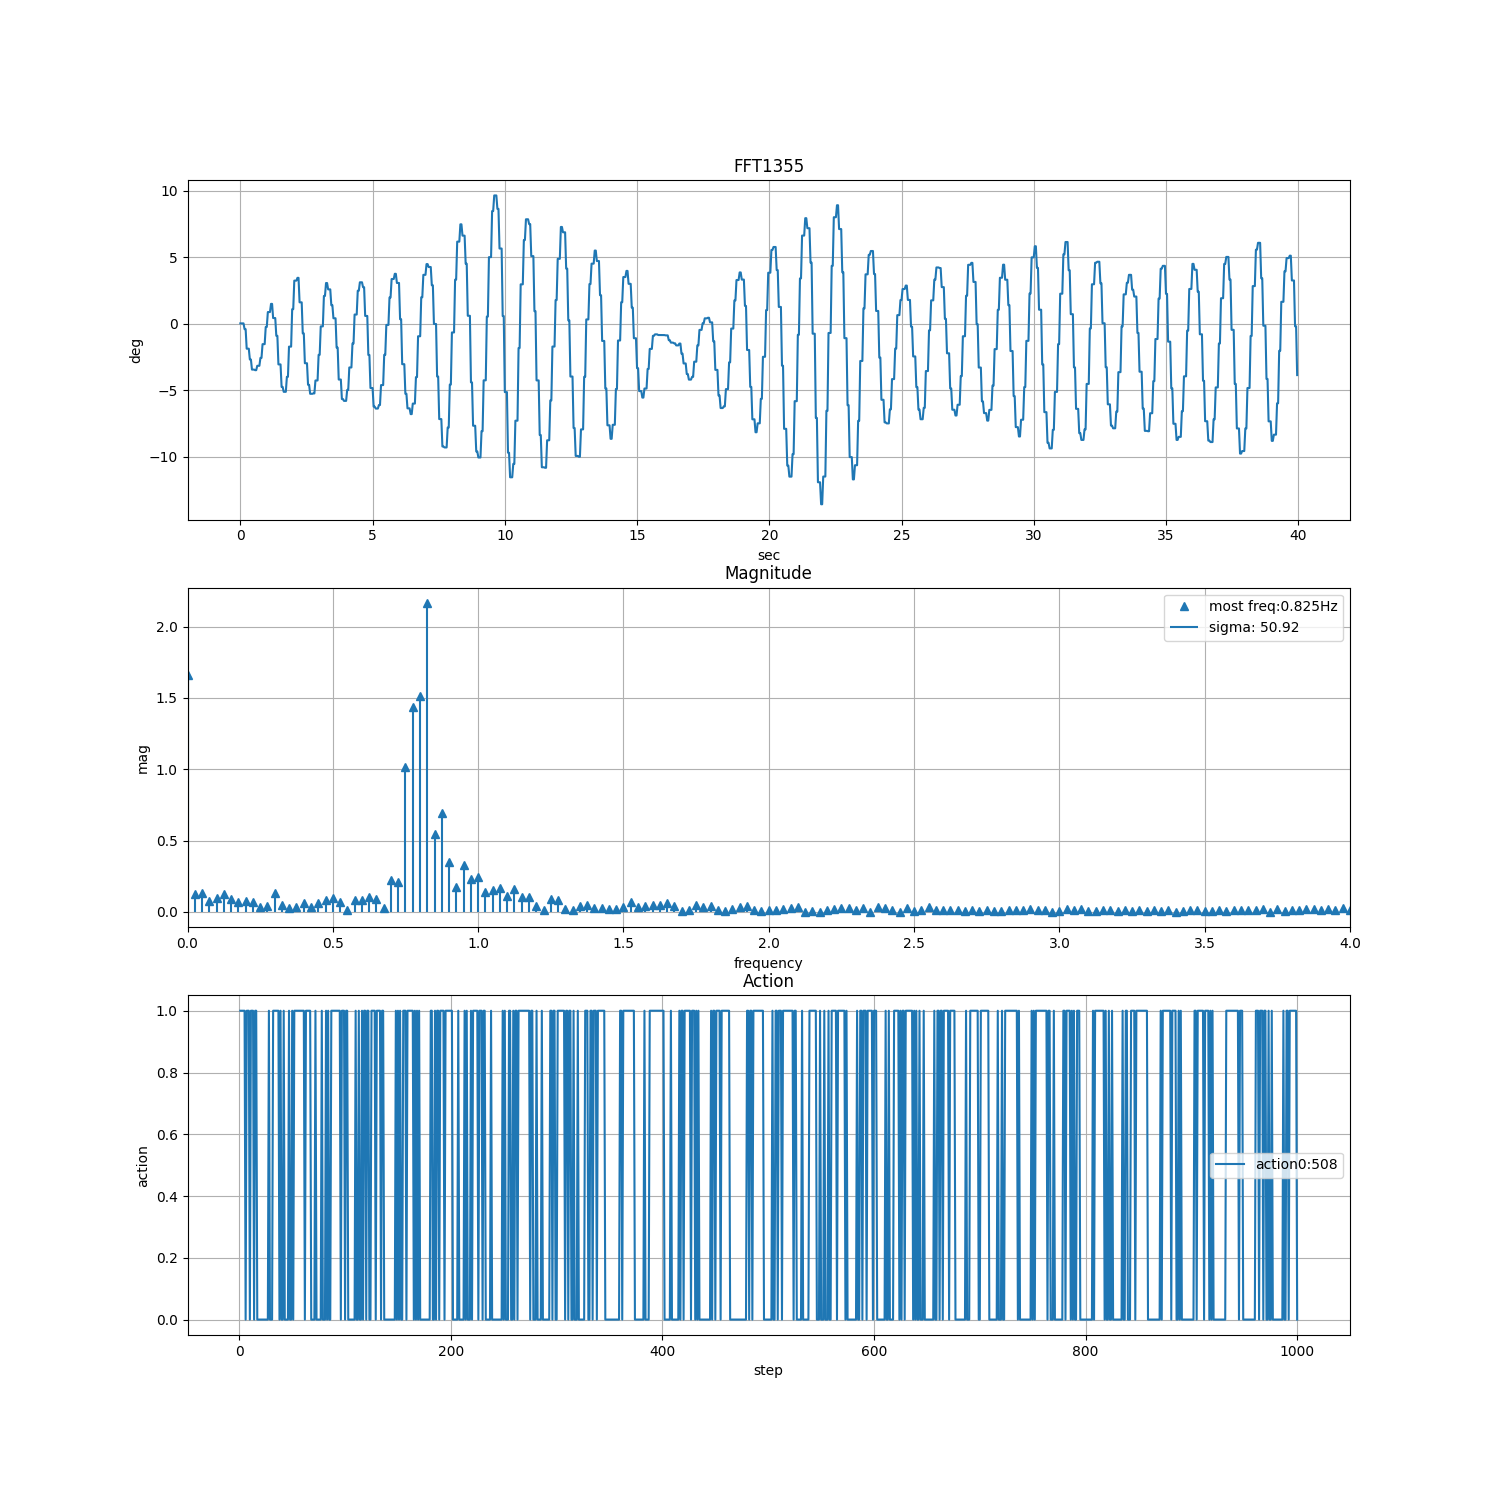 FFT1355
10
5
0
−5
−10
deg
0 5 10 15 20 25 30 35 40
sec
Magnitude
most freq:0.825Hz
sigma: 50.92
2.0
1.5
1.0
0.5
0.0
mag
0.0 0.5 1.0 1.5 2.0 2.5 3.0 3.5 4.0
frequency
Action
1.0
0.8
0.6
0.4
0.2
0.0
action
action0:508
0 200 400 600 800 1000
step